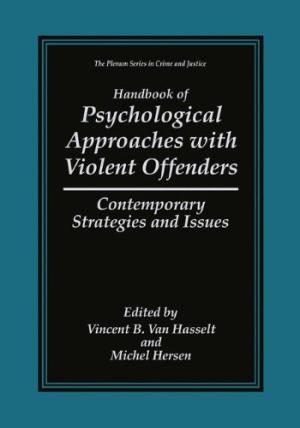 The Plenum Series in Crime and Justice
Handbook of
Psychological
Approaches with
Violent Offenders
Contemporary
Strategies and Issues
Edited by
Vincent B. Van Hasselt
and
Michel Hersen